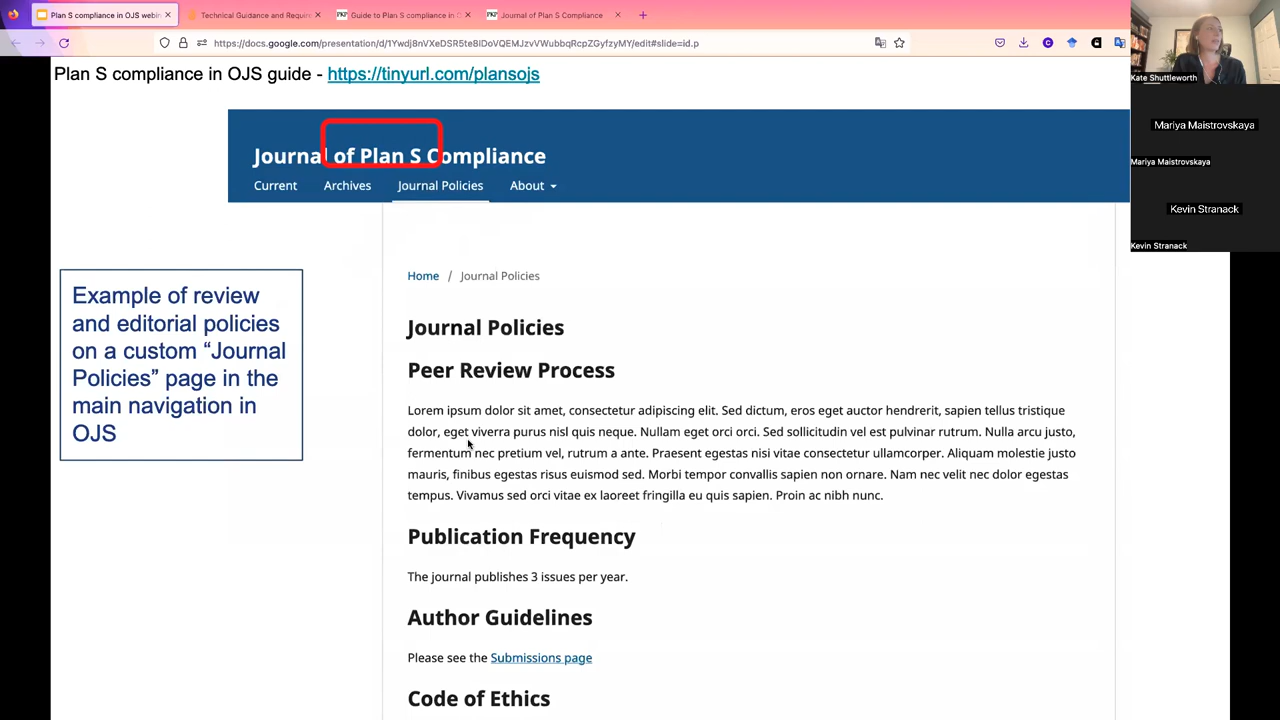 Plan S compliance in OJS webin
Technical Guidance and Require
PKP
Guide to Plan S compliance in O
PKP
Journal of Plan S Compliance
https://docs.google.com/presentation/d/1Ywdj8nVXeDSR5te8IDoVQEMJzvVWubbqRcpZGyfzyMY/edit#slide=id.p
Plan S compliance in OJS guide - https://tinyurl.com/plansojs
Kate Shuttleworth
Mariya Maistrovskaya
Mariya Maistrovskaya
Kevin Stranack
Kevin Stranack
Journal of Plan S Compliance
Current Archives Journal Policies About
Example of review
and editorial policies
on a custom “Journal
Policies” page in the
main navigation in
OJS
Home / Journal Policies
Journal Policies
Peer Review Process
Lorem ipsum dolor sit amet, consectetur adipiscing elit. Sed dictum, eros eget auctor hendrerit, sapien tellus tristique
dolor, eget viverra purus nisl quis neque. Nullam eget orci orci. Sed sollicitudin vel est pulvinar rutrum. Nulla arcu justo,
fermentum nec pretium vel, rutrum a ante. Praesent egestas nisi vitae consectetur ullamcorper. Aliquam molestie justo
mauris, finibus egestas risus euismod sed. Morbi tempor convallis sapien non ornare. Nam nec velit nec dolor egestas
tempus. Vivamus sed orci vitae ex laoreet fringilla eu quis sapien. Proin ac nibh nunc.
Publication Frequency
The journal publishes 3 issues per year.
Author Guidelines
Please see the Submissions page
Code of Ethics